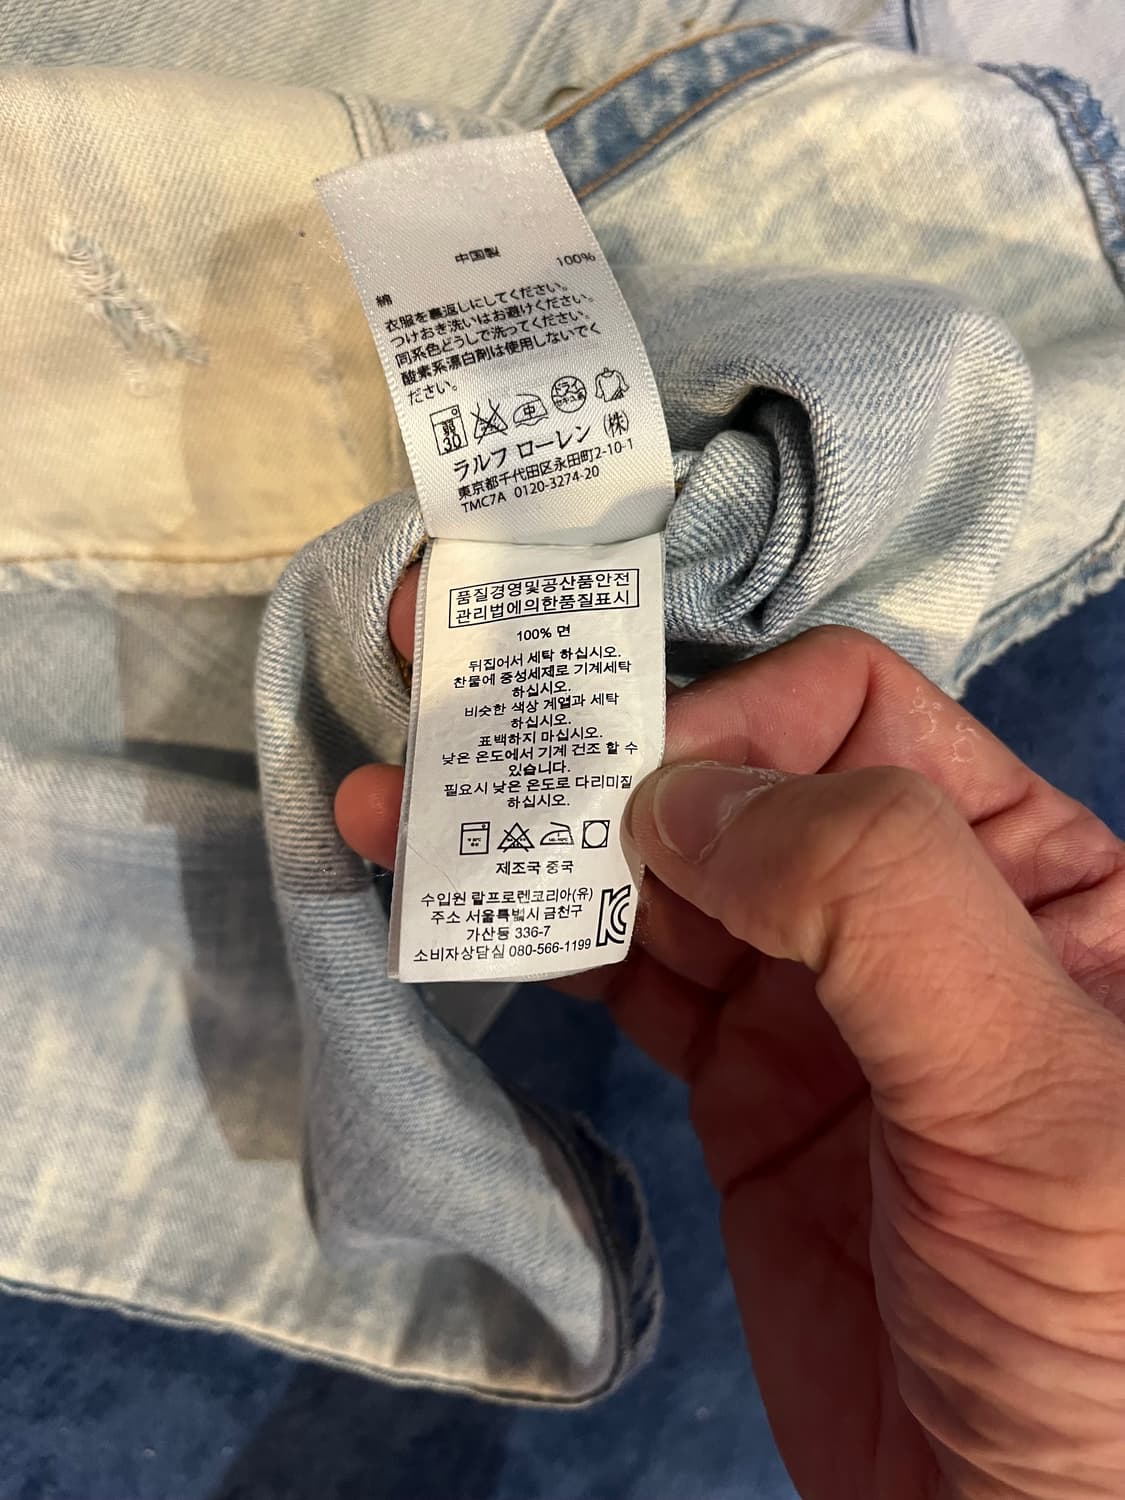 中国製
綿 100%
衣服を裏返しにしてください。
つけおき洗いはお避けください。
同系色どうしで洗ってください。
酸素系漂白剤は使用しないでく
ださい。
弱 30 中 ドライ セキユ系
ラルフ ローレン (株)
東京都千代田区永田町2-10-1
TMC7A 0120-3274-20
품질경영및공산품안전
관리법에의한품질표시
100% 면
뒤집어서 세탁 하십시오.
찬물에 중성세제로 기계세탁
하십시오.
비슷한 색상 계열과 세탁
하십시오.
표백하지 마십시오.
낮은 온도에서 기계 건조 할 수
있습니다.
필요시 낮은 온도로 다리미질
하십시오.
제조국 중국
수입원 랄프로렌코리아(유)
주소 서울특별시 금천구
가산동 336-7
소비자상담실 080-566-1199